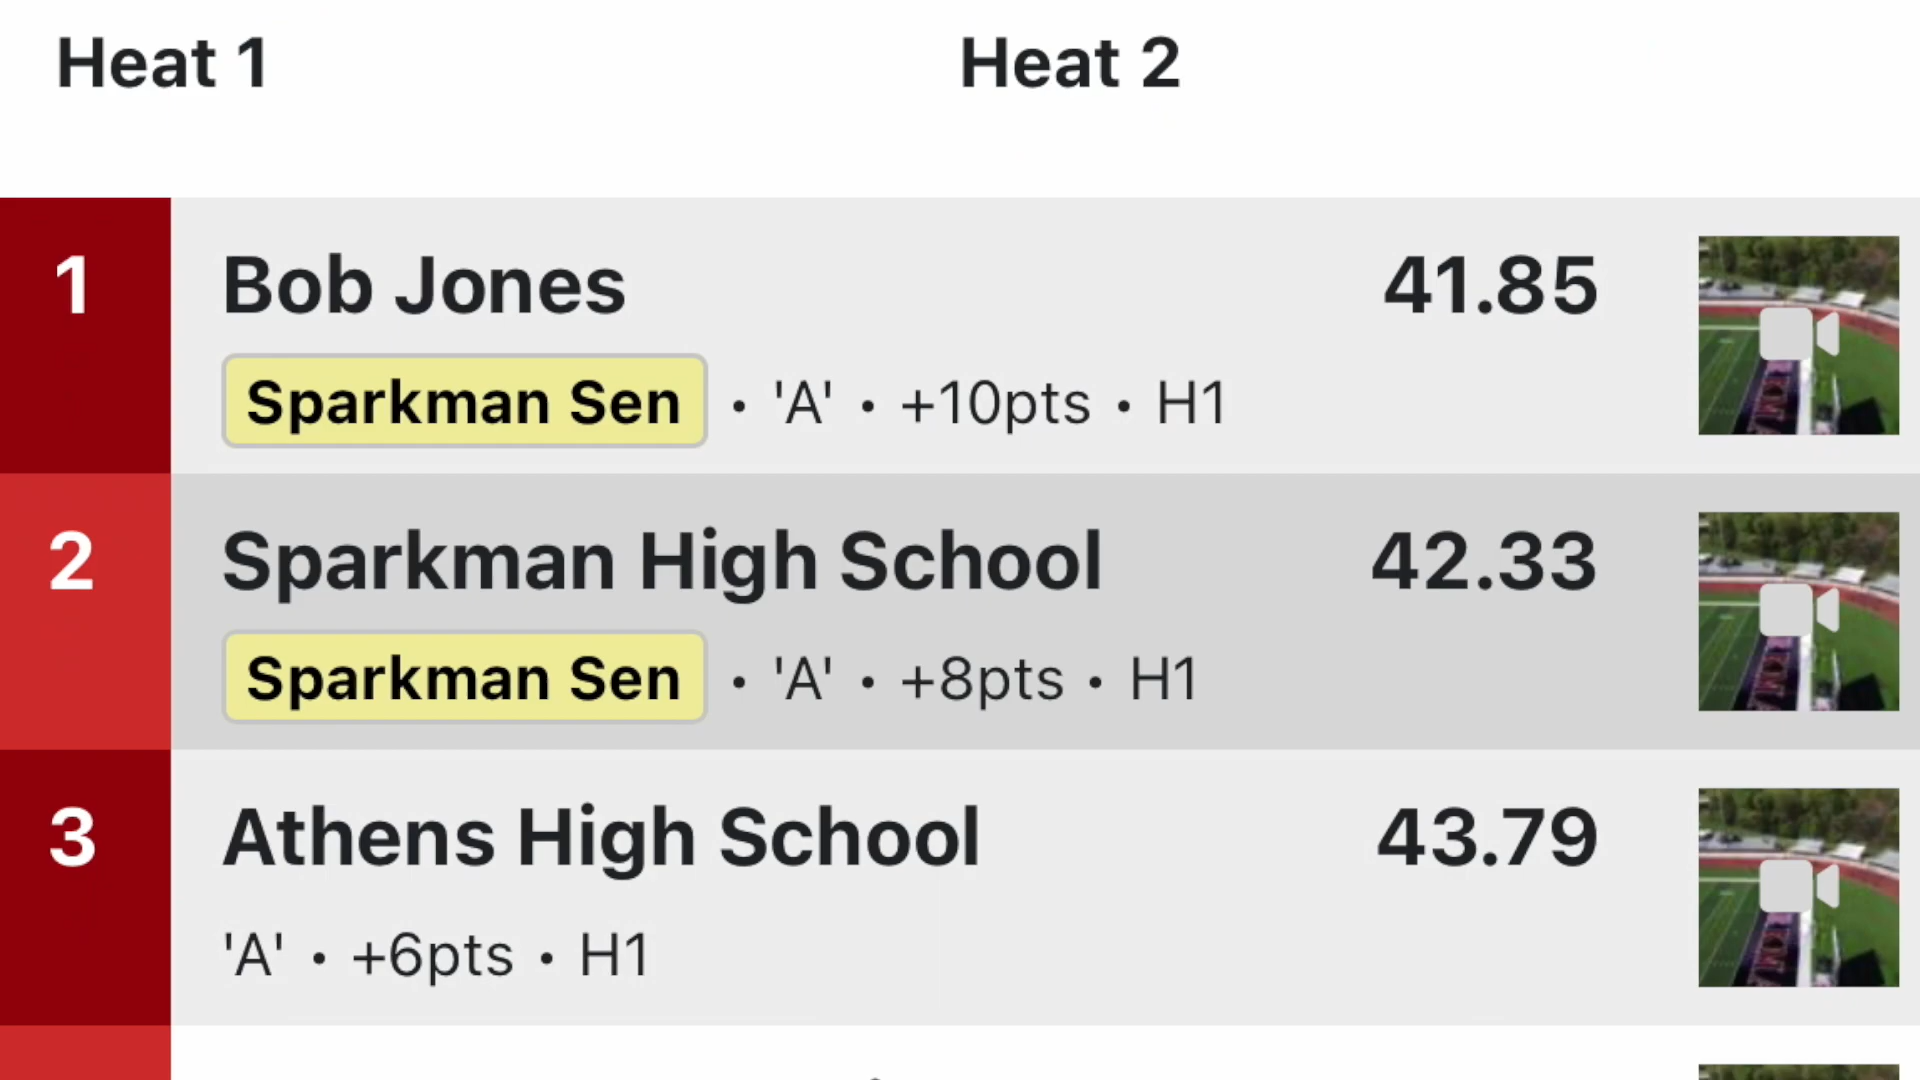 Heat 1
Heat 2
1
Bob Jones
41.85
Sparkman Sen • 'A' • +10pts • H1
2
Sparkman High School
42.33
Sparkman Sen • 'A' • +8pts • H1
3
Athens High School
43.79
'A' • +6pts • H1